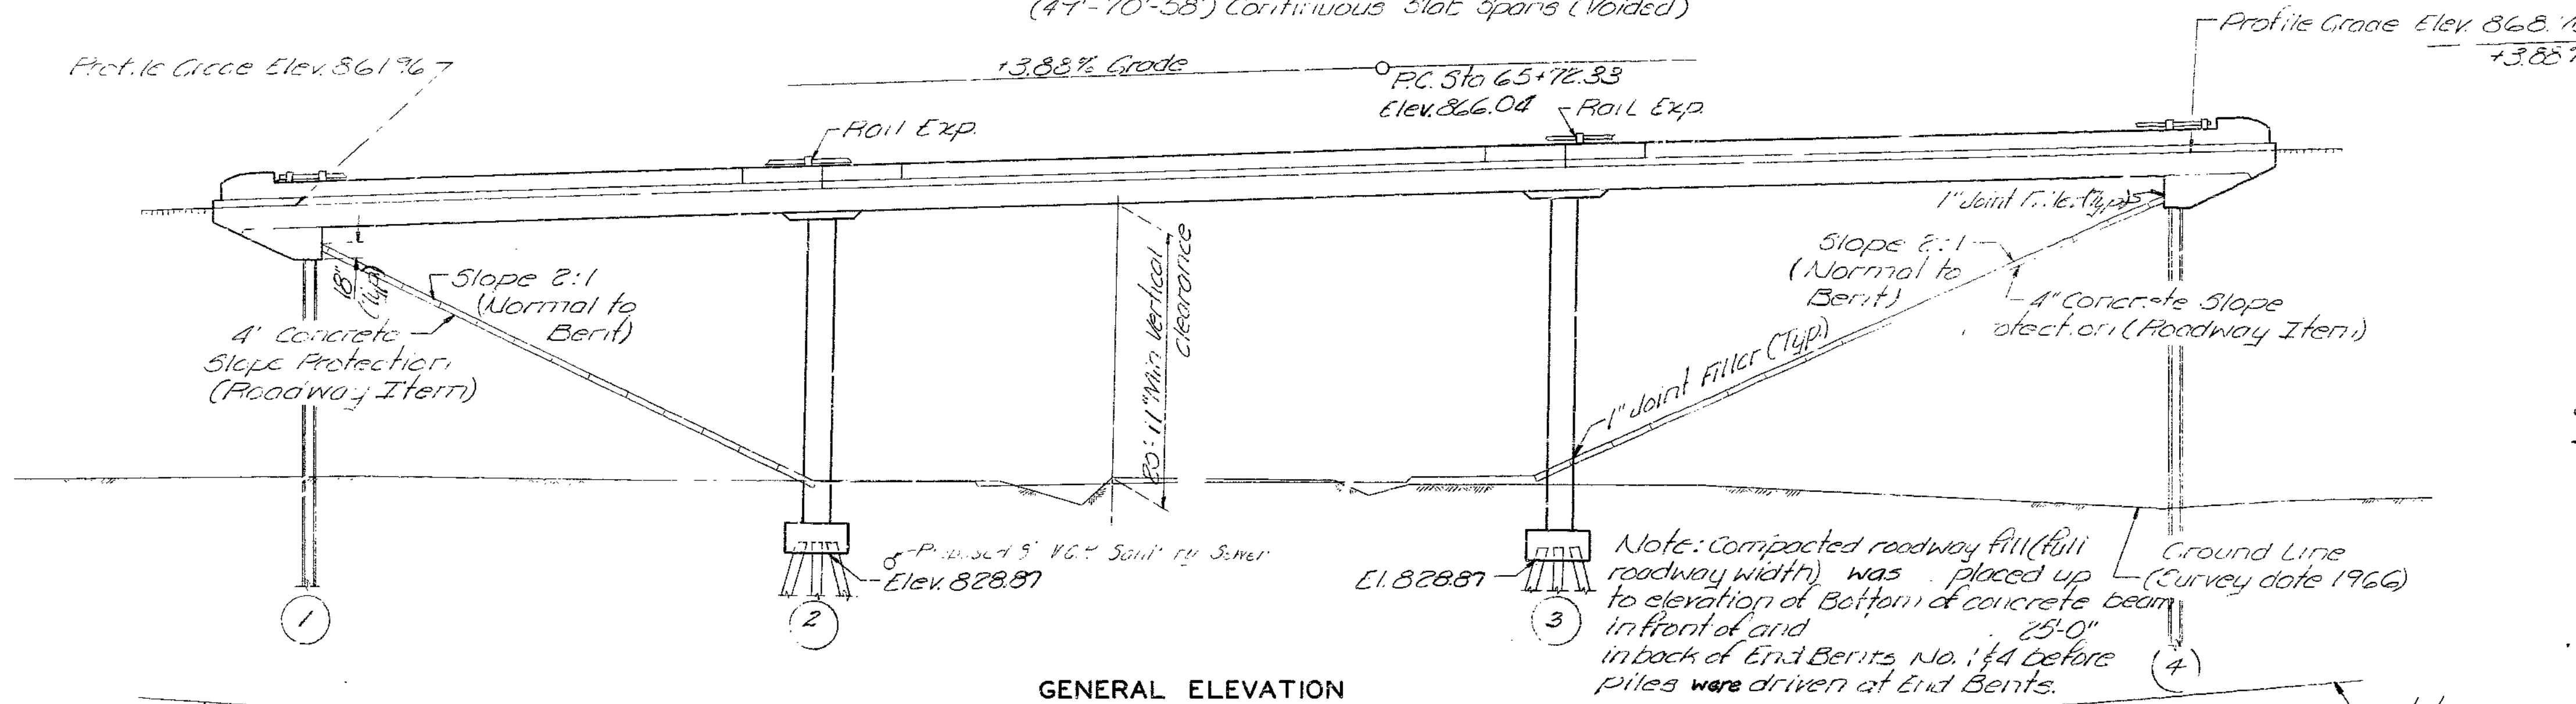 Continuous Slab Spans (Voided)
Profile Grade Elev. 868.
+3.88%
Profile Grade Elev. 861.96
+3.88% Grade
P.C. Sta 65+72.33
Elev. 866.04
Rail Exp.
Rail Exp.
1" Joint Filler (Typ.)
18"
(Typ.)
Slope 2:1
(Normal to
Bent)
4" Concrete
Slope Protection
(Roadway Item)
20'-11" Min Vertical
Clearance
Slope 2:1
(Normal to
Bent)
4" Concrete Slope
otection (Roadway Item)
1" Joint Filler (Typ.)
Sanitary Sewer
Elev. 828.87
El. 828.87
Note: Compacted roadway fill (full
roadway width) was placed up
to elevation of Bottom of concrete beam
in front of and 25'-0"
in back of End Bents No. 1 & 4 before
piles were driven at End Bents.
Ground Line
(Survey date 1966)
1
2
3
4
GENERAL ELEVATION